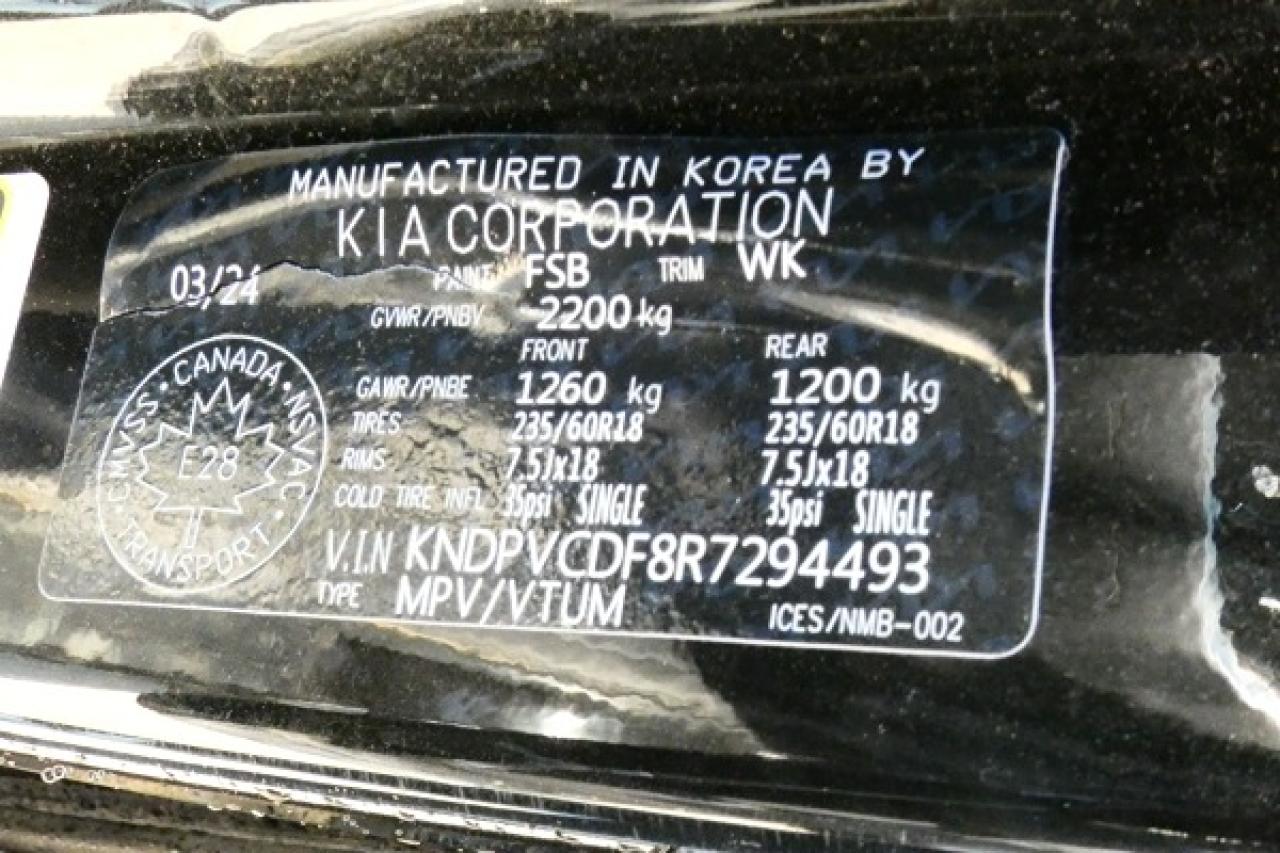 MANUFACTURED IN KOREA BY
KIA CORPORATION
03/24 PAINT FSB TRIM WK
GVWR/PNBV 2200 kg
FRONT REAR
GAWR/PNBE 1260 kg 1200 kg
TIRES 235/60R18 235/60R18
RIMS 7.5Jx18 7.5Jx18
COLD TIRE INFL 35psi SINGLE 35psi SINGLE
V.I.N KNDPVCDF8R7294493
TYPE MPV/VTUM ICES/NMB-002
CANADA · NSVAC · TRANSPORT · CMVSS ·
E28